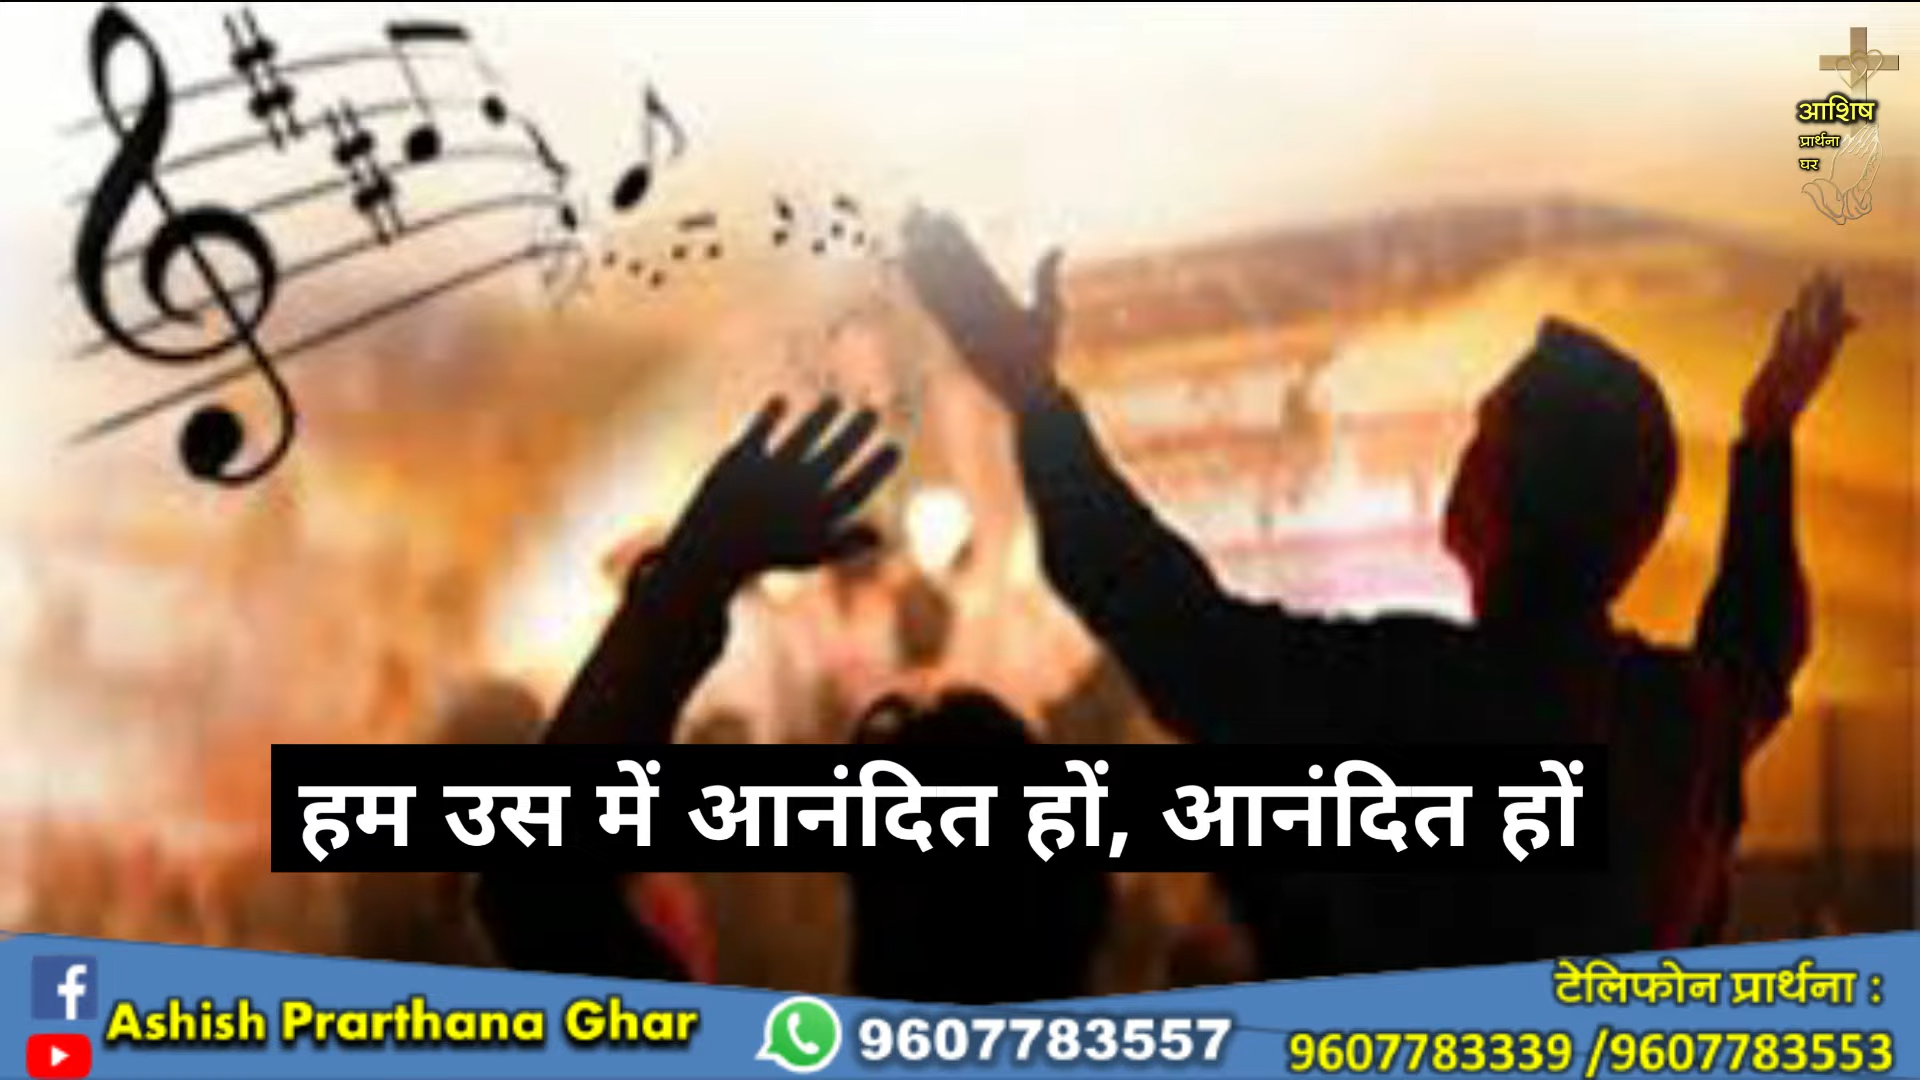 आशिष
प्रार्थना
घर
हम उस में आनंदित हों, आनंदित हों
Ashish Prarthana Ghar
9607783557
टेलिफोन प्रार्थना :
9607783339 /9607783553